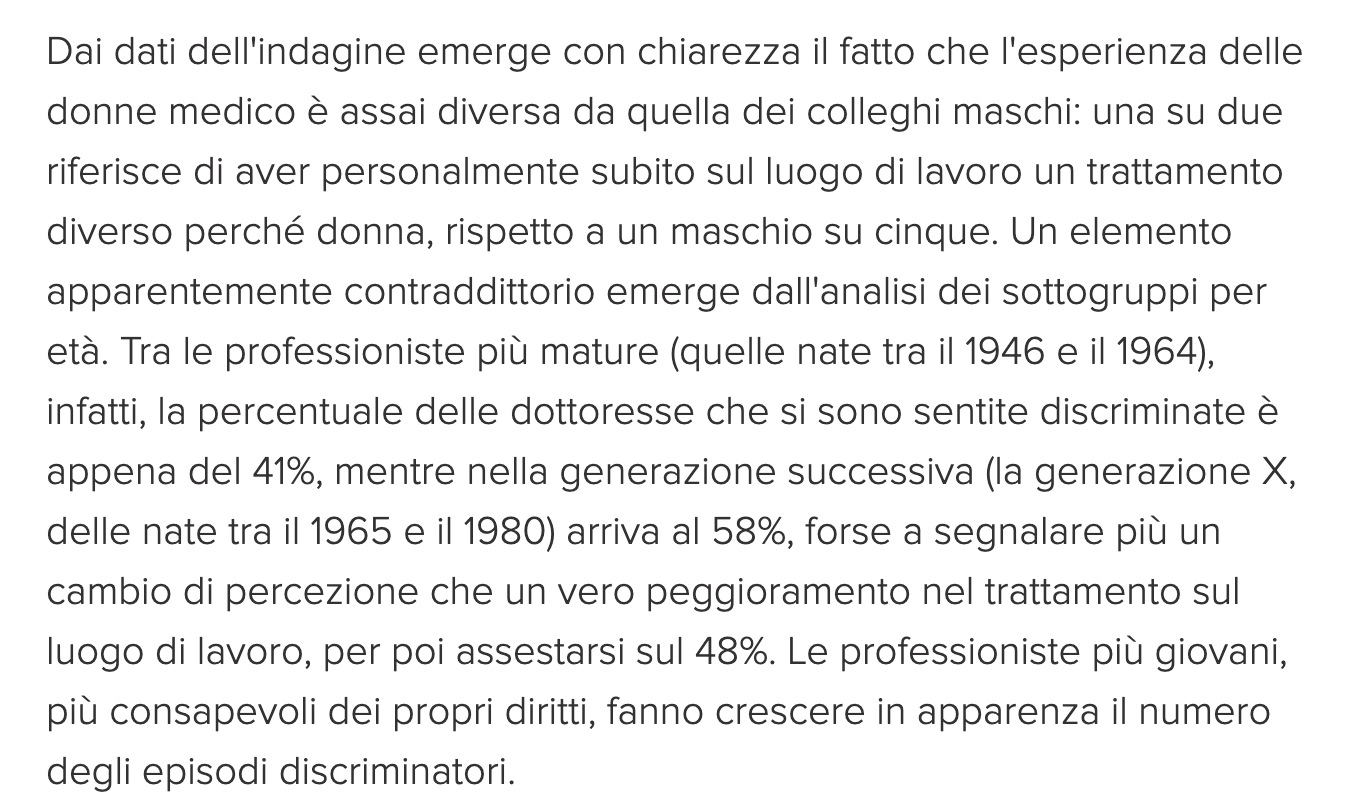 Dai dati dell'indagine emerge con chiarezza il fatto che l'esperienza delle
donne medico è assai diversa da quella dei colleghi maschi: una su due
riferisce di aver personalmente subito sul luogo di lavoro un trattamento
diverso perché donna, rispetto a un maschio su cinque. Un elemento
apparentemente contraddittorio emerge dall'analisi dei sottogruppi per
età. Tra le professioniste più mature (quelle nate tra il 1946 e il 1964),
infatti, la percentuale delle dottoresse che si sono sentite discriminate è
appena del 41%, mentre nella generazione successiva (la generazione X,
delle nate tra il 1965 e il 1980) arriva al 58%, forse a segnalare più un
cambio di percezione che un vero peggioramento nel trattamento sul
luogo di lavoro, per poi assestarsi sul 48%. Le professioniste più giovani,
più consapevoli dei propri diritti, fanno crescere in apparenza il numero
degli episodi discriminatori.